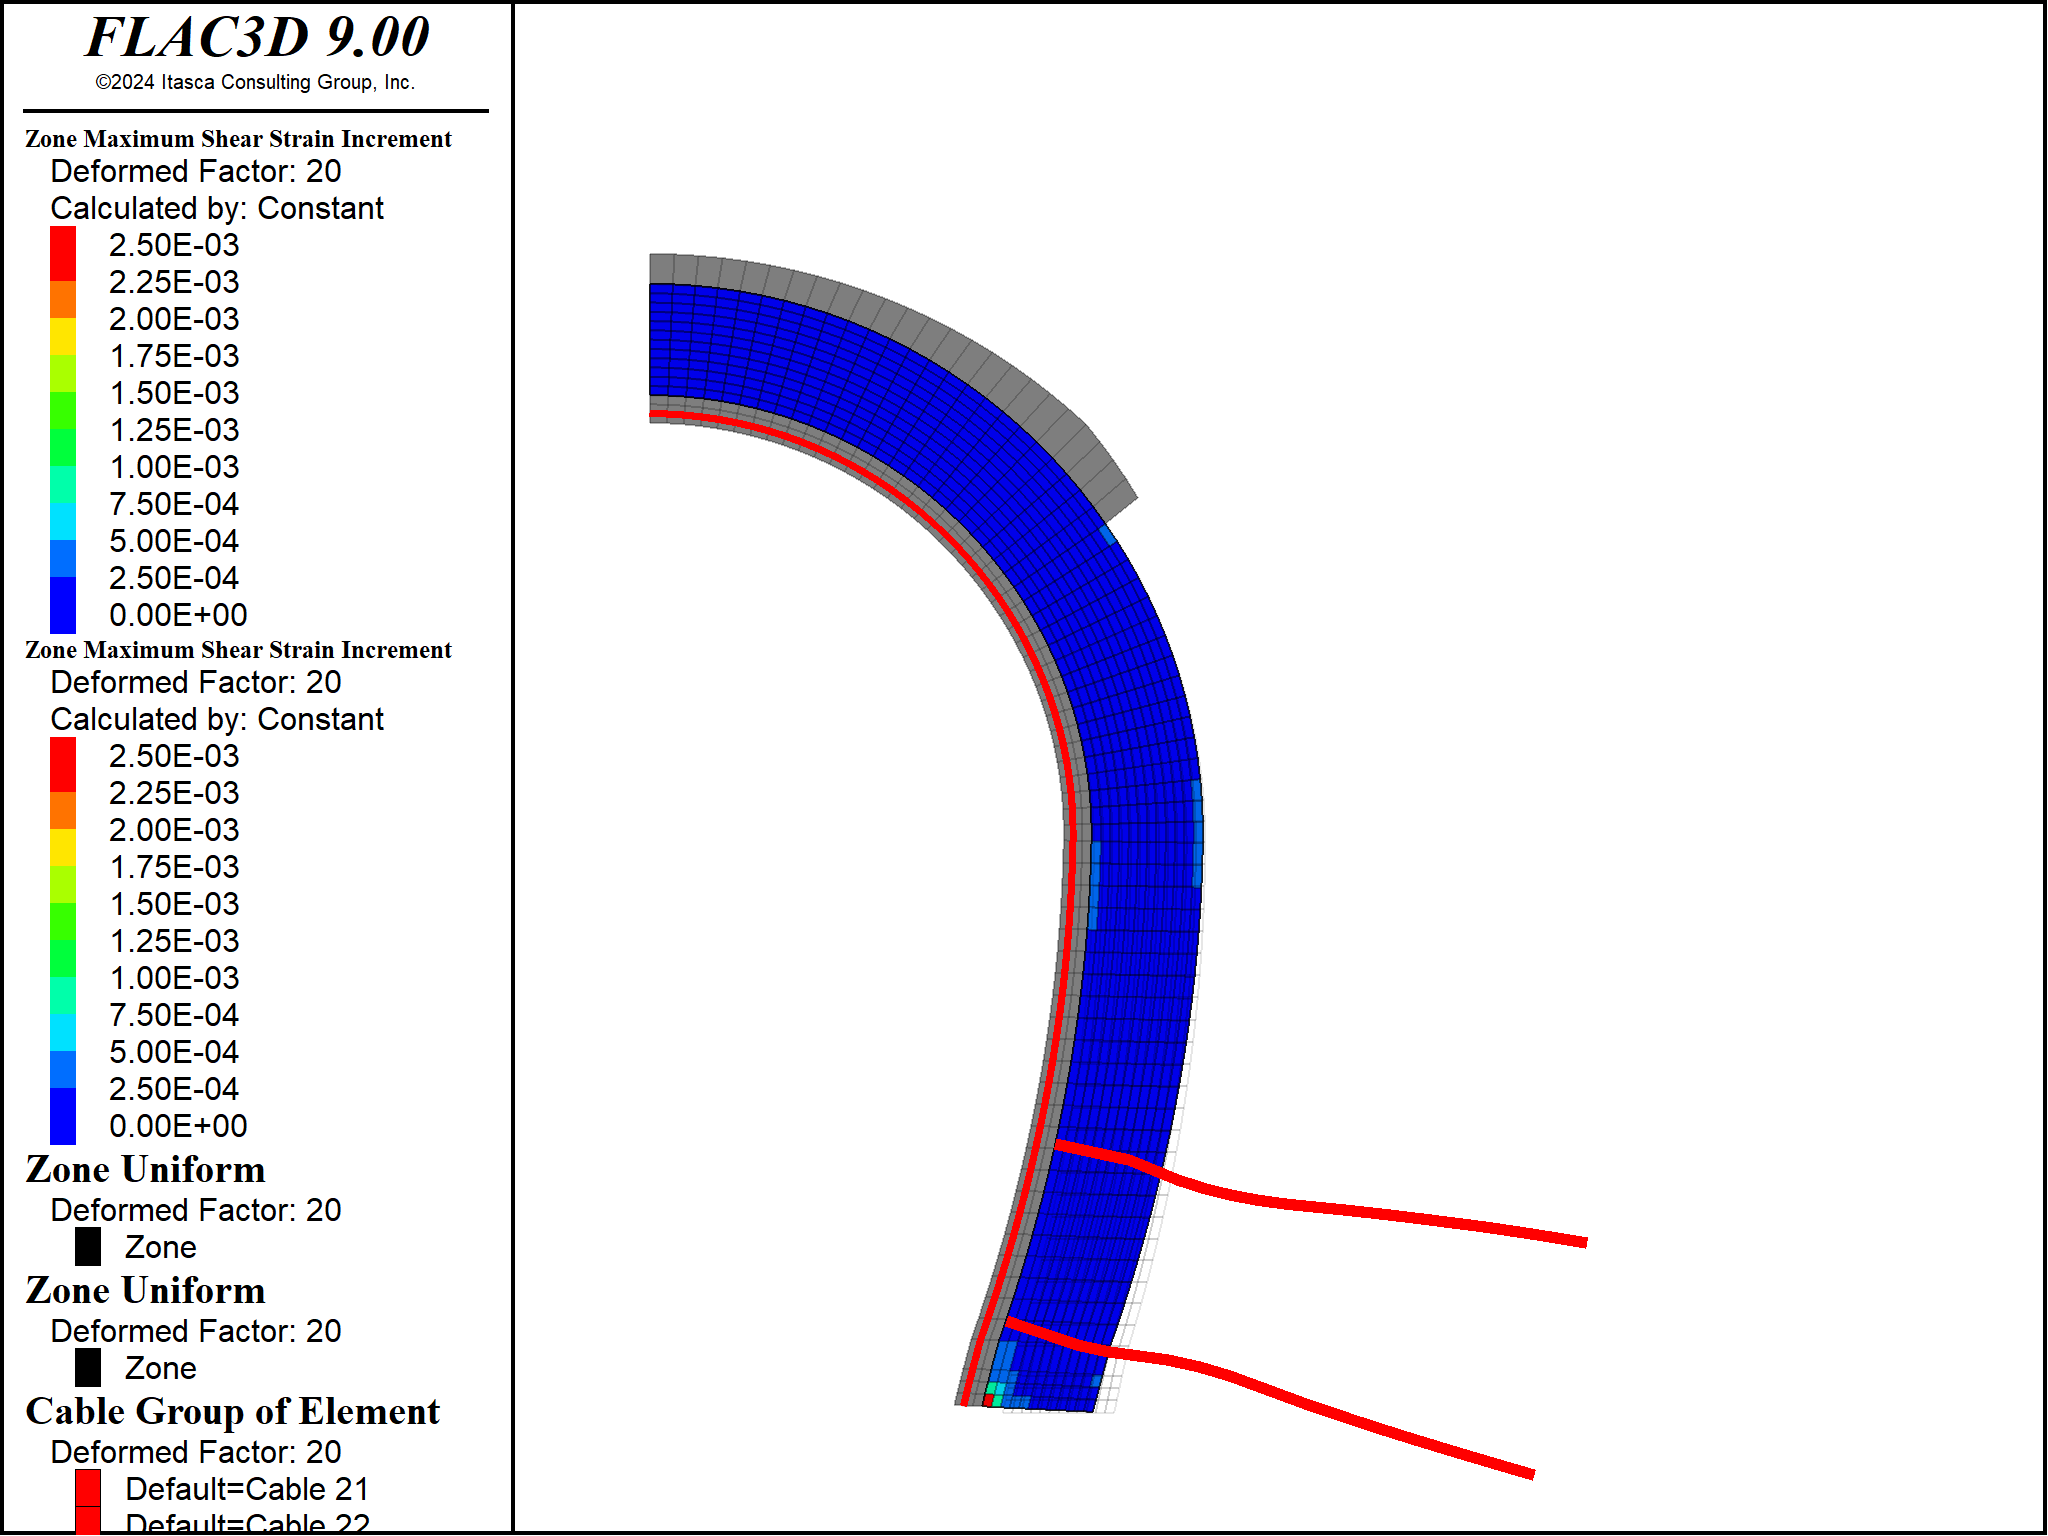 FLAC3D 9.00
©2024 Itasca Consulting Group, Inc.
Zone Maximum Shear Strain Increment
Deformed Factor: 20
Calculated by: Constant
2.50E-03
2.25E-03
2.00E-03
1.75E-03
1.50E-03
1.25E-03
1.00E-03
7.50E-04
5.00E-04
2.50E-04
0.00E+00
Zone Maximum Shear Strain Increment
Deformed Factor: 20
Calculated by: Constant
2.50E-03
2.25E-03
2.00E-03
1.75E-03
1.50E-03
1.25E-03
1.00E-03
7.50E-04
5.00E-04
2.50E-04
0.00E+00
Zone Uniform
Deformed Factor: 20
Zone
Zone Uniform
Deformed Factor: 20
Zone
Cable Group of Element
Deformed Factor: 20
Default=Cable 21
Default=Cable 22